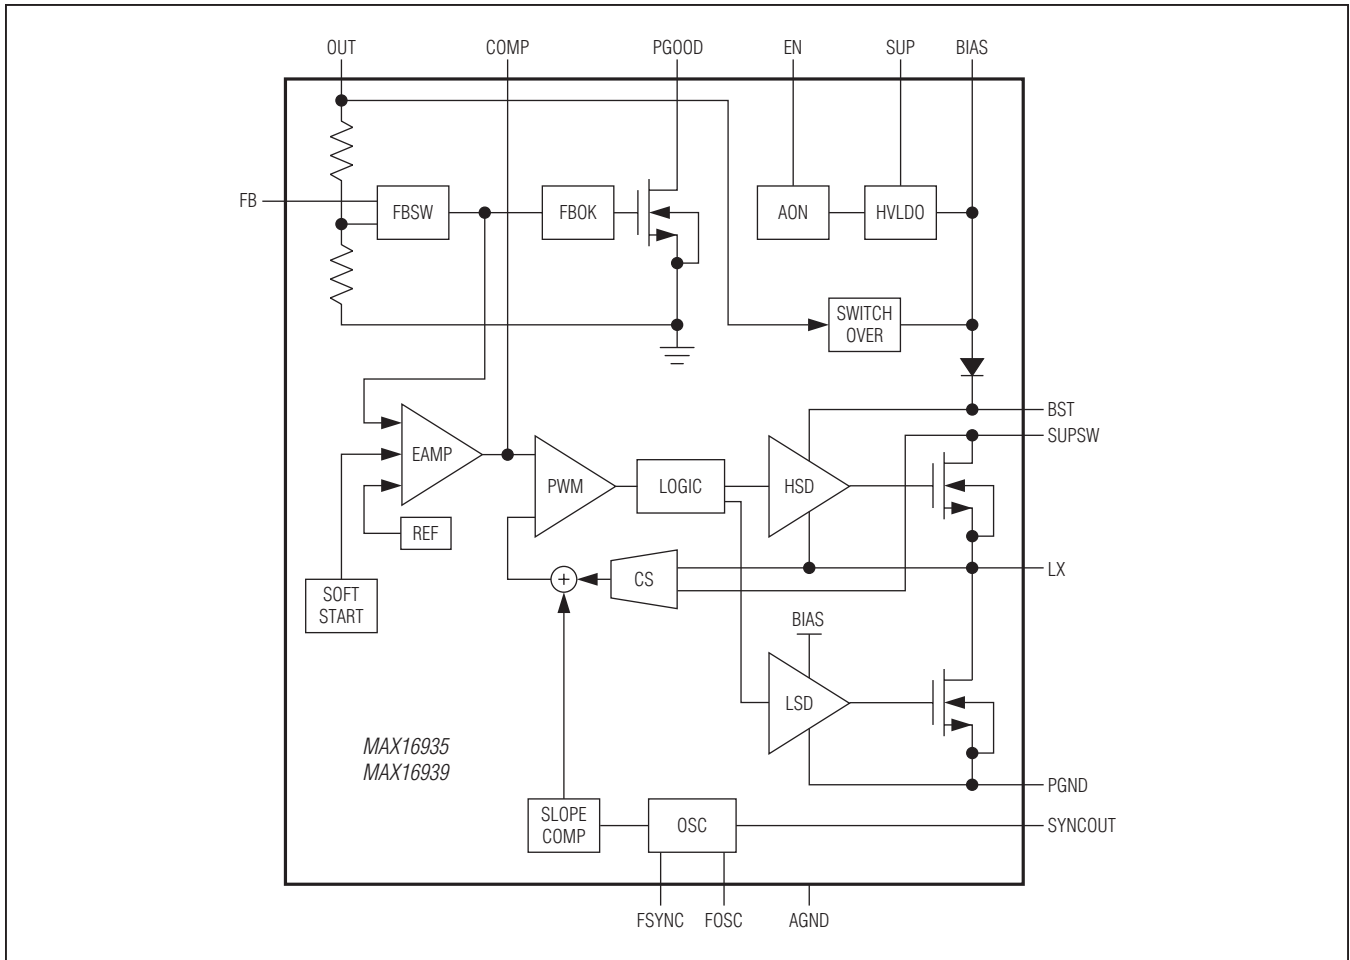 OUT
COMP
PGOOD
EN
SUP
BIAS
FB
FBSW
FBOK
AON
HVLDO
SWITCH
OVER
BST
SUPSW
EAMP
PWM
LOGIC
HSD
REF
CS
+
LX
SOFT
START
BIAS
LSD
MAX16935
MAX16939
PGND
SLOPE
COMP
OSC
SYNCOUT
FSYNC
FOSC
AGND